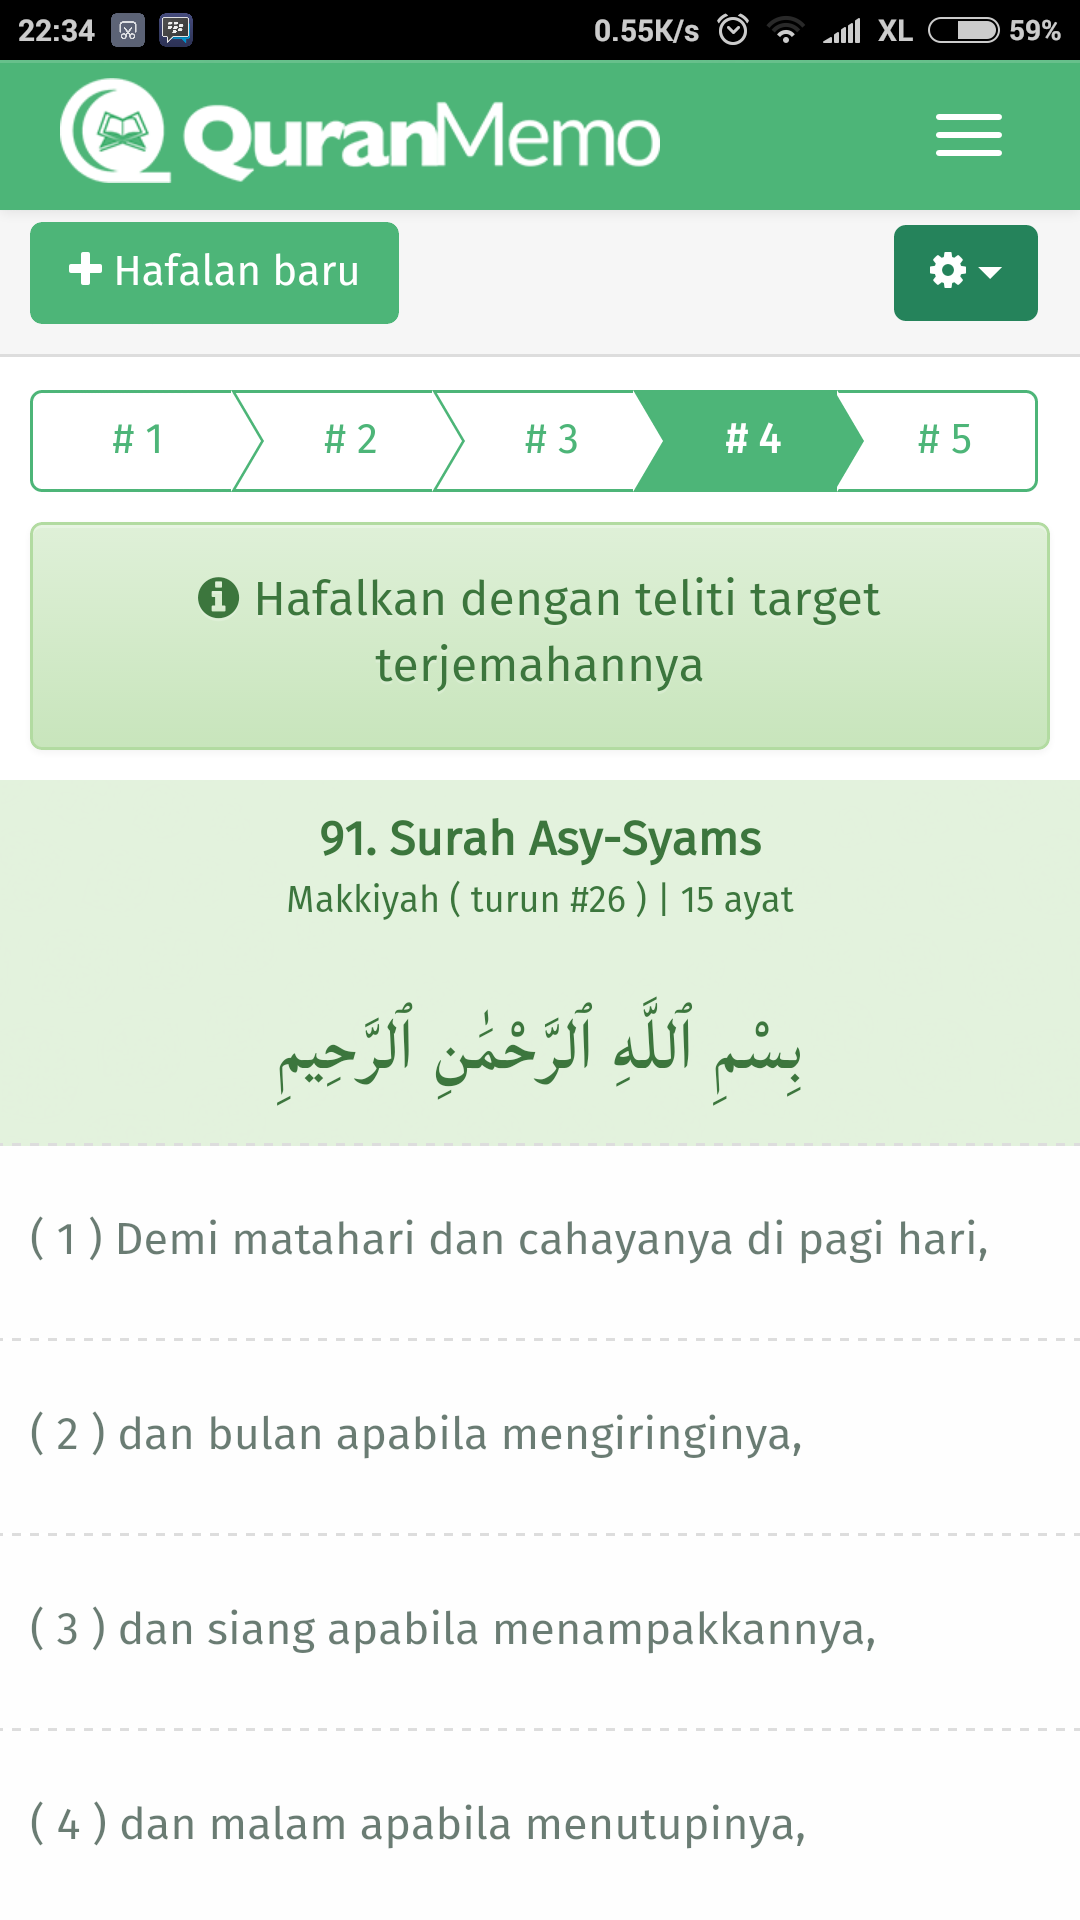 22:34 0.55K/s XL 59%
QuranMemo
Hafalan baru
# 1 # 2 # 3 # 4 # 5
Hafalkan dengan teliti target
terjemahannya
91. Surah Asy-Syams
Makkiyah ( turun #26 ) | 15 ayat
بِسْمِ ٱللَّهِ ٱلرَّحْمَٰنِ ٱلرَّحِيمِ
( 1 ) Demi matahari dan cahayanya di pagi hari,
( 2 ) dan bulan apabila mengiringinya,
( 3 ) dan siang apabila menampakkannya,
( 4 ) dan malam apabila menutupinya,